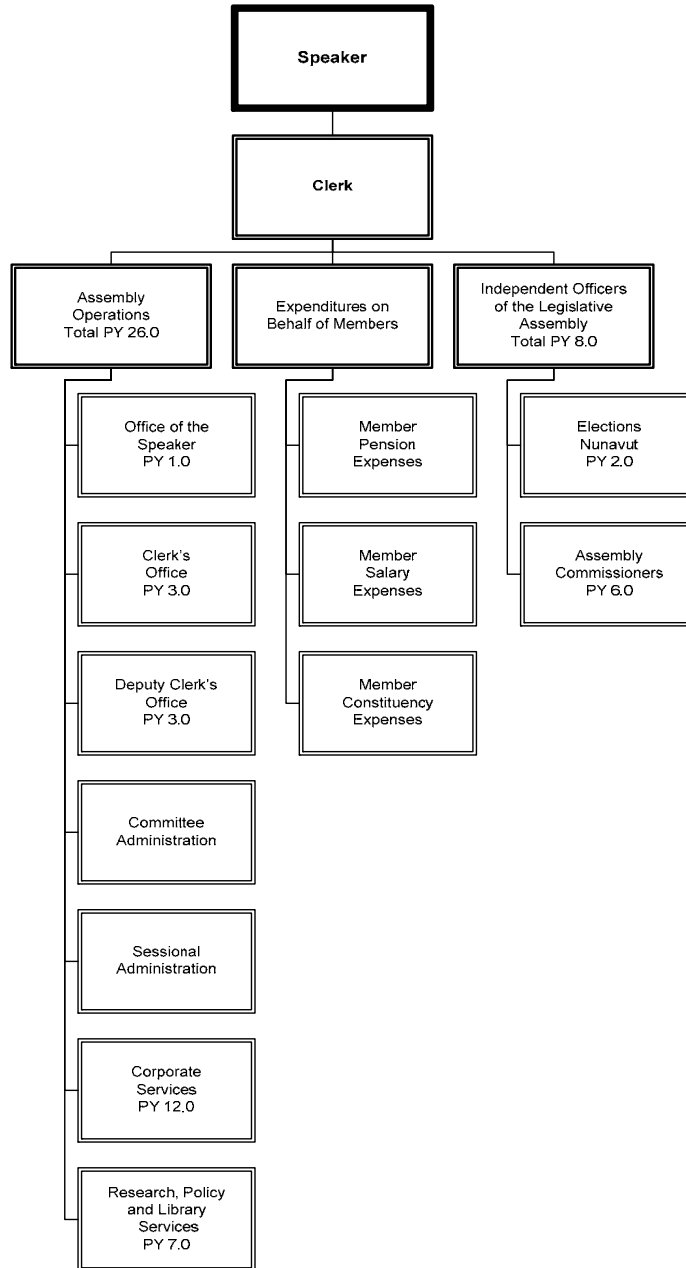 Speaker
Clerk
Assembly
Operations
Total PY 26.0
Expenditures on
Behalf of Members
Independent Officers
of the Legislative
Assembly
Total PY 8.0
Office of the
Speaker
PY 1.0
Clerk's
Office
PY 3.0
Deputy Clerk's
Office
PY 3.0
Committee
Administration
Sessional
Administration
Corporate
Services
PY 12.0
Research, Policy
and Library
Services
PY 7.0
Member
Pension
Expenses
Member
Salary
Expenses
Member
Constituency
Expenses
Elections
Nunavut
PY 2.0
Assembly
Commissioners
PY 6.0